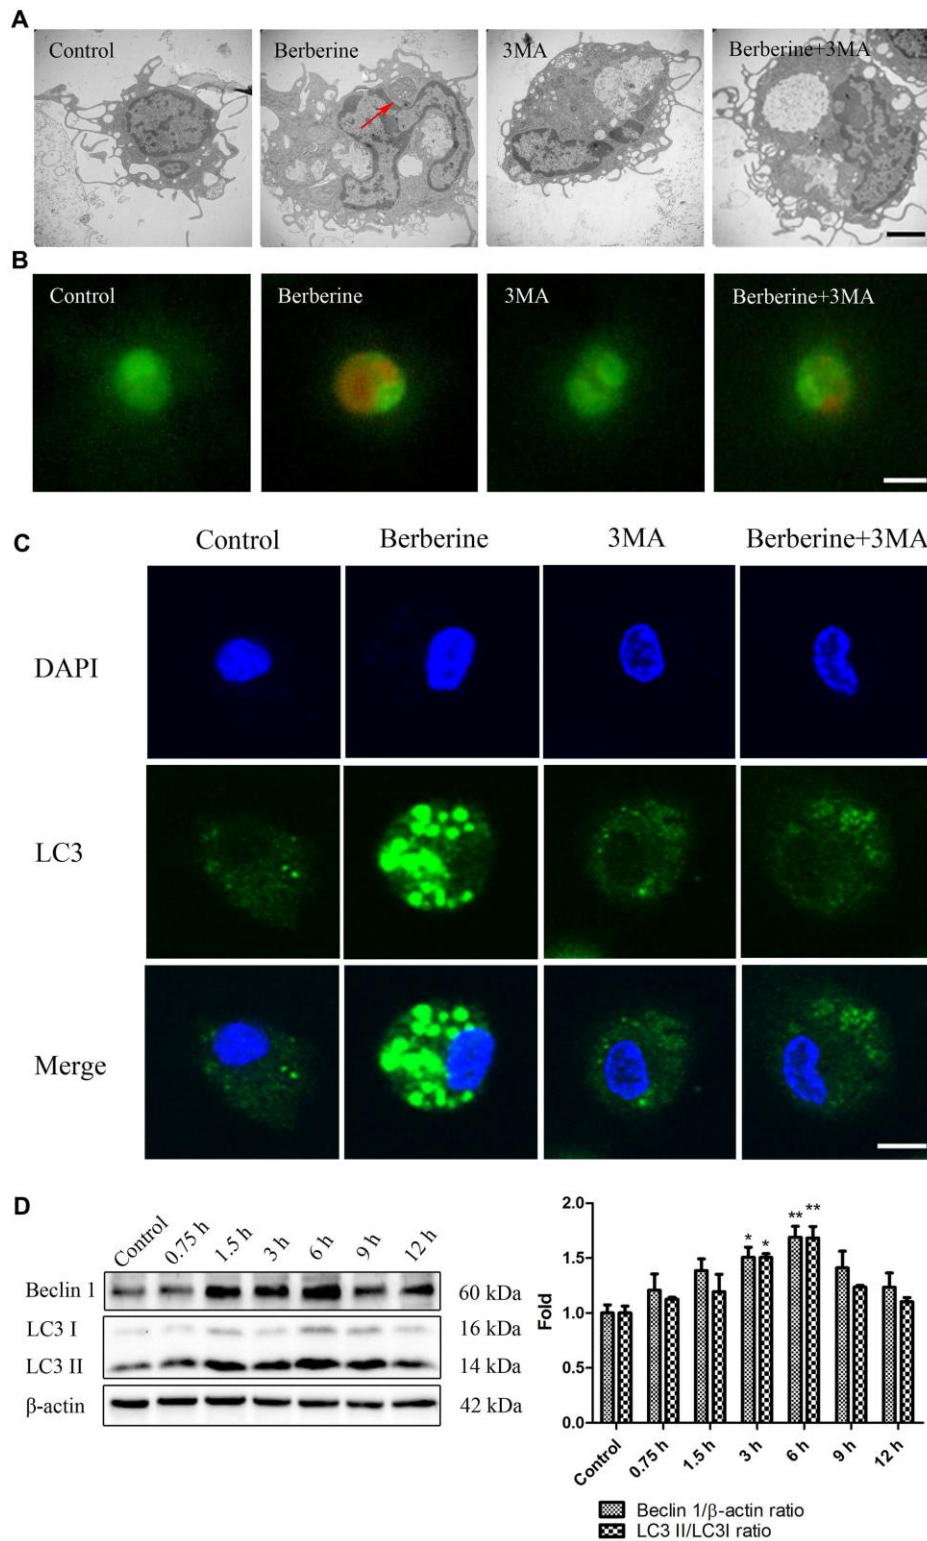 A
Control Berberine 3MA Berberine+3MA
B
Control Berberine 3MA Berberine+3MA
C
Control Berberine 3MA Berberine+3MA
DAPI
LC3
Merge
D
Control 0.75 h 1.5 h 3 h 6 h 9 h 12 h
Beclin 1 60 kDa
LC3 I 16 kDa
LC3 II 14 kDa
β-actin 42 kDa
2.0
1.5
1.0
0.5
0.0
Fold
* * ** **
Control 0.75 h 1.5 h 3 h 6 h 9 h 12 h
Beclin 1/β-actin ratio
LC3 II/LC3I ratio